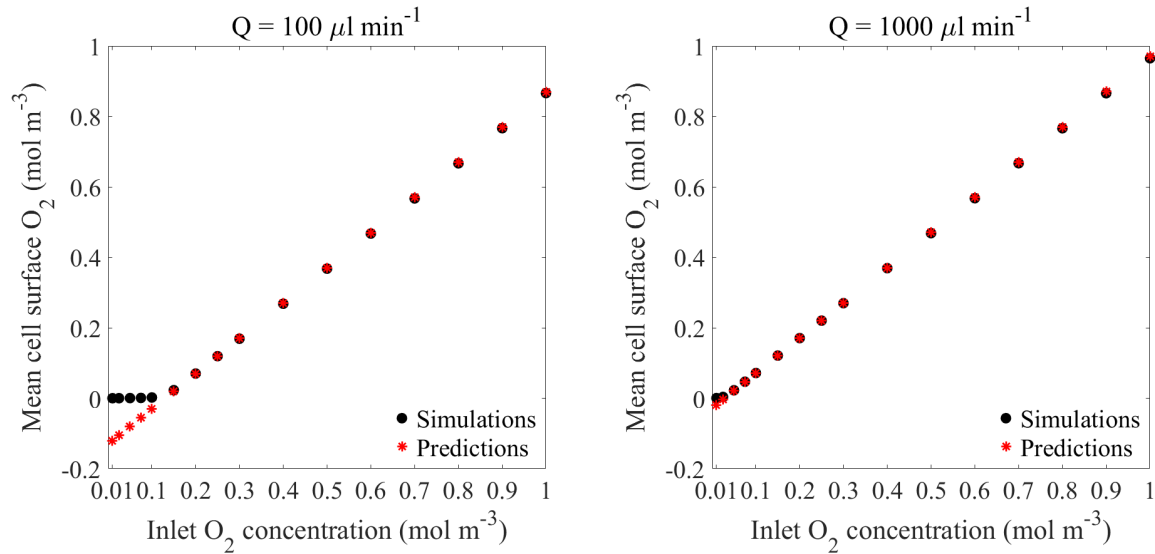 Q = 100 μl min⁻¹
Mean cell surface O₂ (mol m⁻³)
1
0.8
0.6
0.4
0.2
0
-0.2
Simulations
Predictions
0.01 0.1 0.2 0.3 0.4 0.5 0.6 0.7 0.8 0.9 1
Inlet O₂ concentration (mol m⁻³)
Q = 1000 μl min⁻¹
Mean cell surface O₂ (mol m⁻³)
1
0.8
0.6
0.4
0.2
0
-0.2
Simulations
Predictions
0.01 0.1 0.2 0.3 0.4 0.5 0.6 0.7 0.8 0.9 1
Inlet O₂ concentration (mol m⁻³)